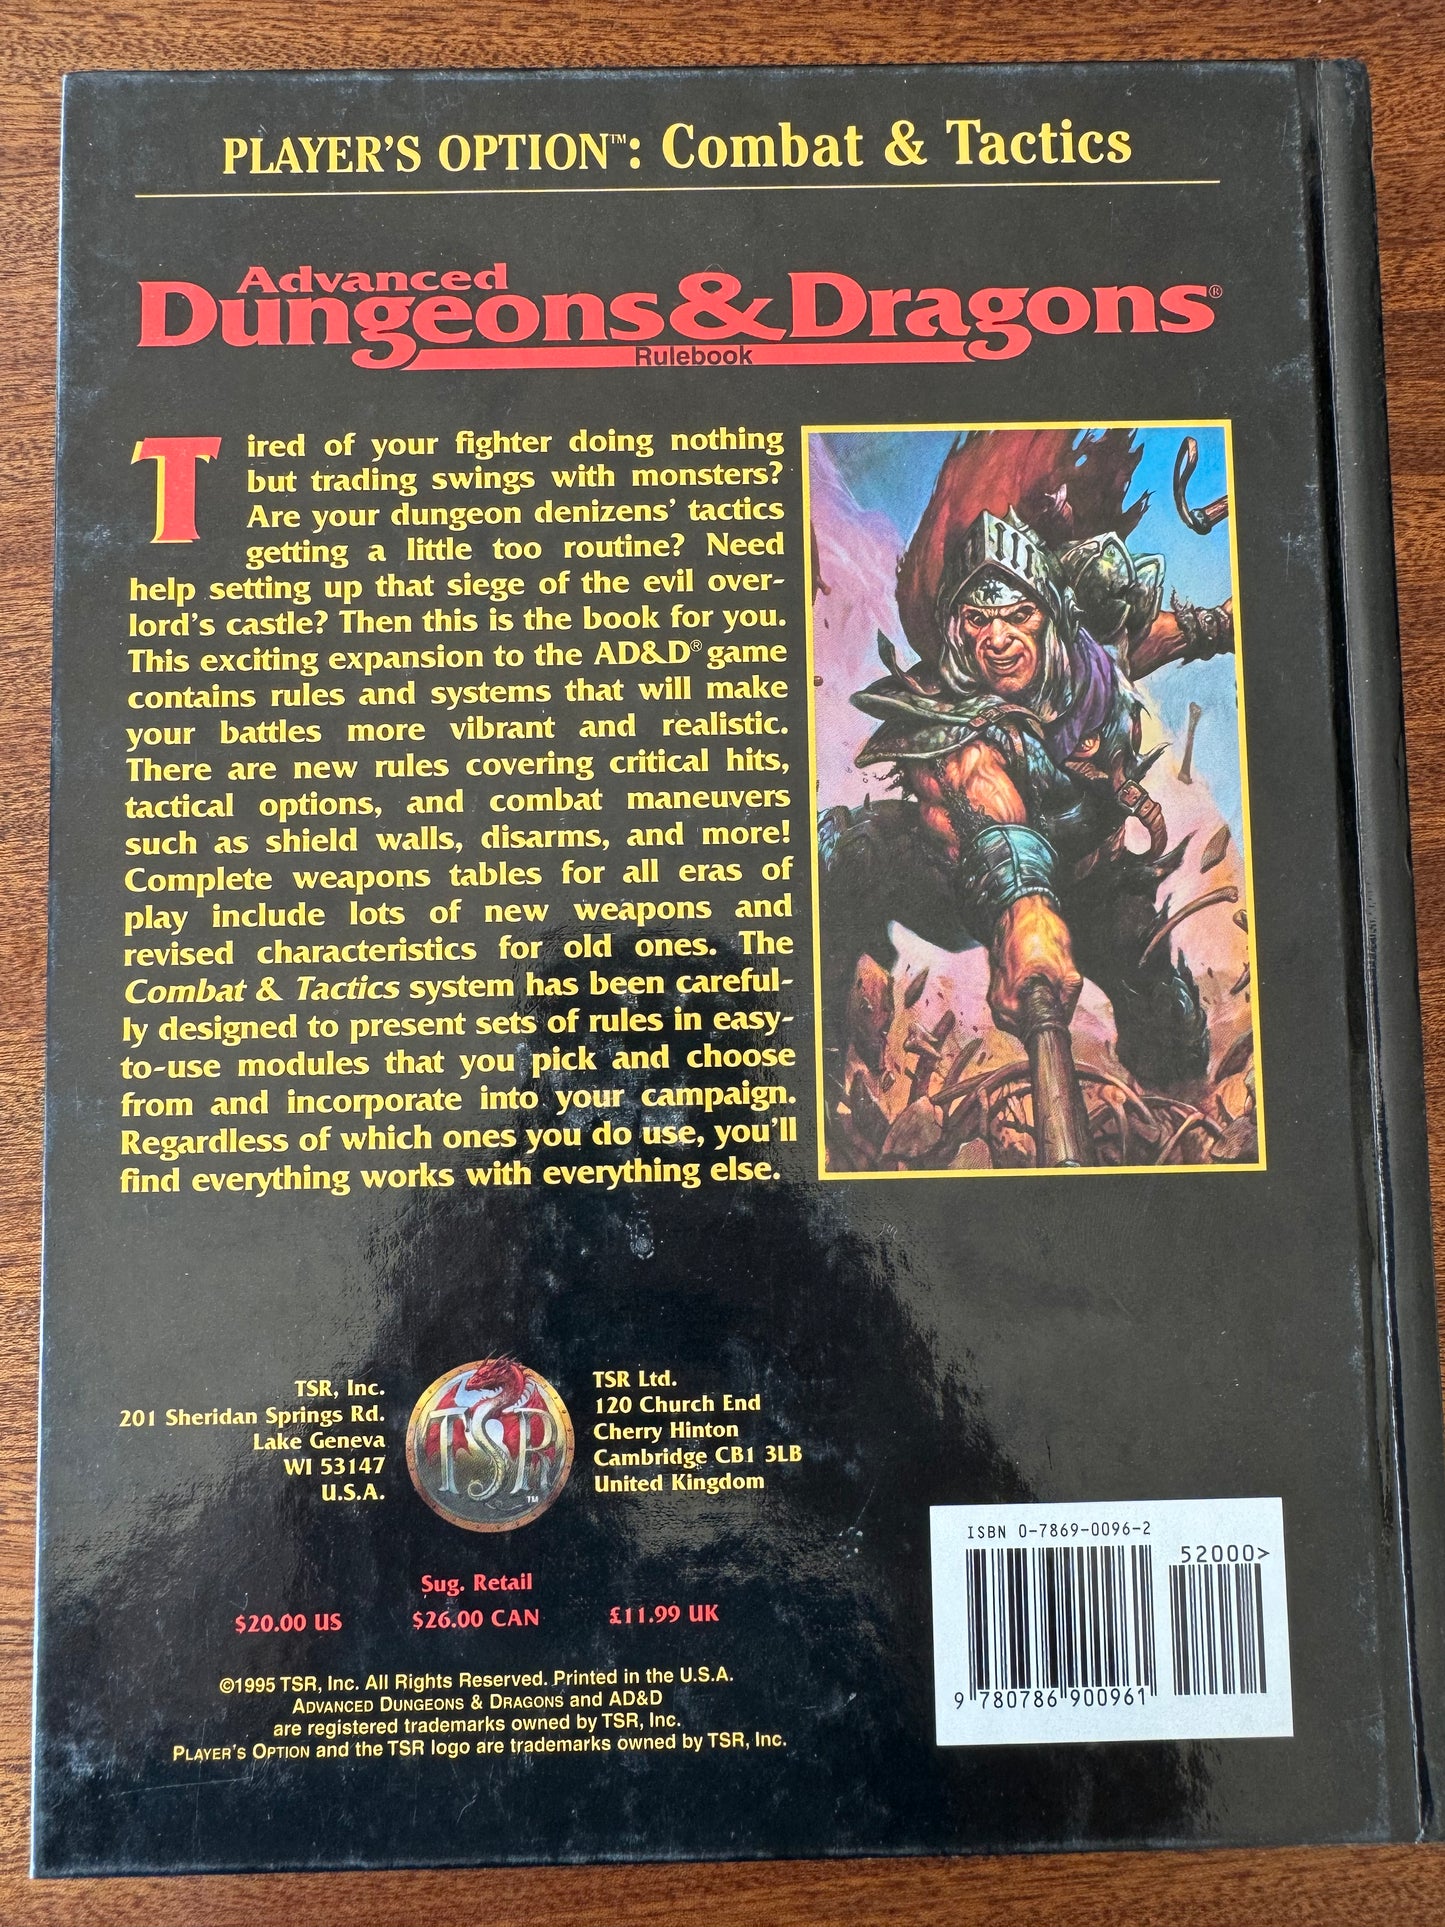 PLAYER'S OPTION™: Combat & Tactics
Advanced
Dungeons & Dragons®
Rulebook
Tired of your fighter doing nothing
but trading swings with monsters?
Are your dungeon denizens' tactics
getting a little too routine? Need
help setting up that siege of the evil over-
lord's castle? Then this is the book for you.
This exciting expansion to the AD&D® game
contains rules and systems that will make
your battles more vibrant and realistic.
There are new rules covering critical hits,
tactical options, and combat maneuvers
such as shield walls, disarms, and more!
Complete weapons tables for all eras of
play include lots of new weapons and
revised characteristics for old ones. The
Combat & Tactics system has been careful-
ly designed to present sets of rules in easy-
to-use modules that you pick and choose
from and incorporate into your campaign.
Regardless of which ones you do use, you'll
find everything works with everything else.
TSR, Inc.
201 Sheridan Springs Rd.
Lake Geneva
WI 53147
U.S.A.
TSR
™
TSR Ltd.
120 Church End
Cherry Hinton
Cambridge CB1 3LB
United Kingdom
Sug. Retail
$20.00 US $26.00 CAN £11.99 UK
©1995 TSR, Inc. All Rights Reserved. Printed in the U.S.A.
ADVANCED DUNGEONS & DRAGONS and AD&D
are registered trademarks owned by TSR, Inc.
PLAYER'S OPTION and the TSR logo are trademarks owned by TSR, Inc.
ISBN 0-7869-0096-2
52000>
9 780786 900961